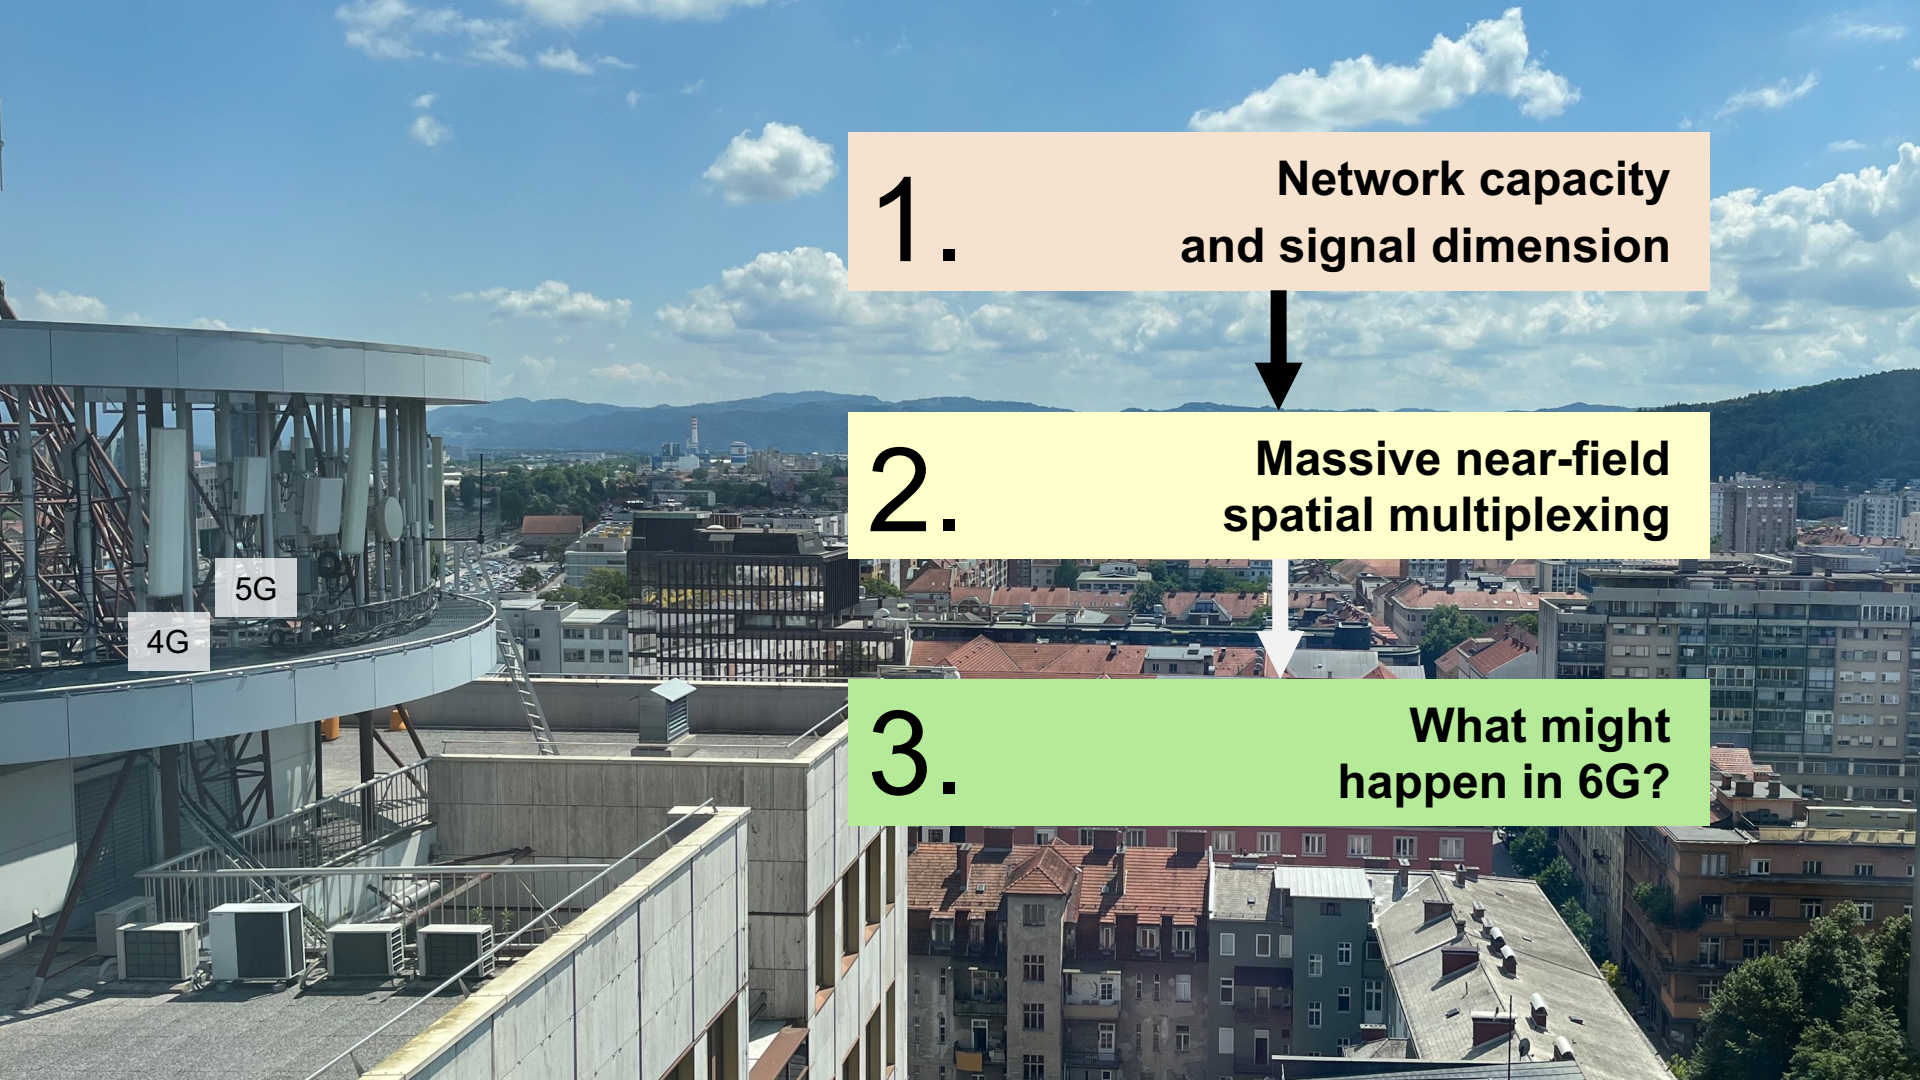 1.
Network capacity
and signal dimension
2.
Massive near-field
spatial multiplexing
5G
4G
3.
What might
happen in 6G?